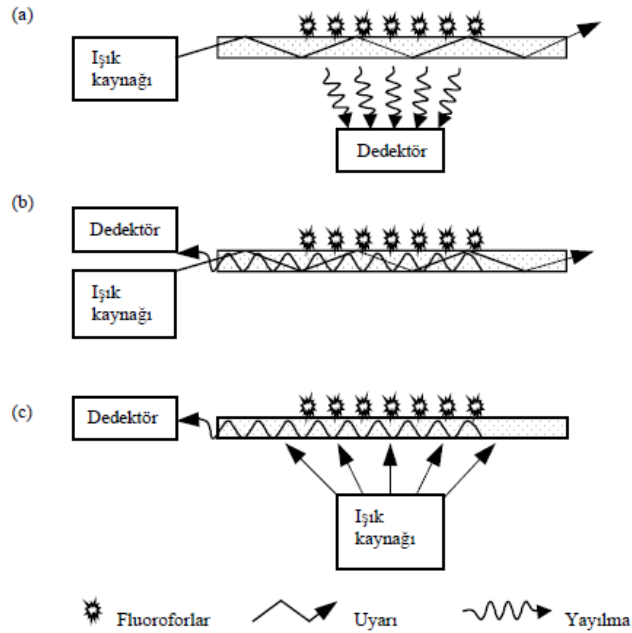 (a)
Işık
kaynağı
Dedektör
(b)
Dedektör
Işık
kaynağı
(c)
Dedektör
Işık
kaynağı
Fluoroforlar
Uyarı
Yayılma